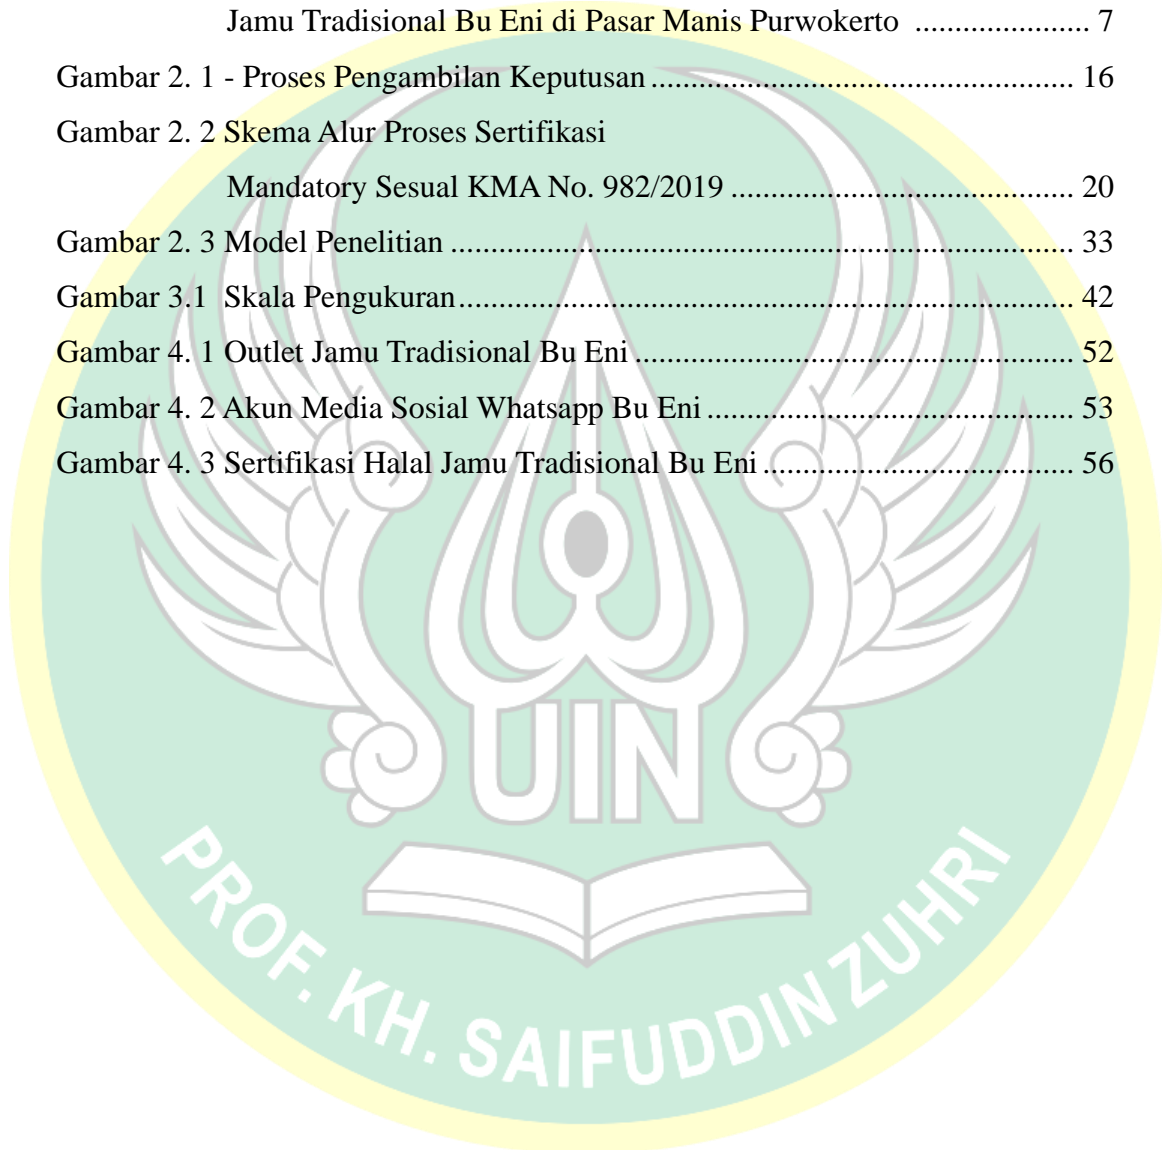 Jamu Tradisional Bu Eni di Pasar Manis Purwokerto ..................... 7
Gambar 2. 1 - Proses Pengambilan Keputusan ................................................... 16
Gambar 2. 2 Skema Alur Proses Sertifikasi
Mandatory Sesual KMA No. 982/2019 ......................................... 20
Gambar 2. 3 Model Penelitian ........................................................................... 33
Gambar 3.1 Skala Pengukuran.......................................................................... 42
Gambar 4. 1 Outlet Jamu Tradisional Bu Eni ..................................................... 52
Gambar 4. 2 Akun Media Sosial Whatsapp Bu Eni ............................................ 53
Gambar 4. 3 Sertifikasi Halal Jamu Tradisional Bu Eni ..................................... 56
UIN
PROF. KH. SAIFUDDIN ZUHRI